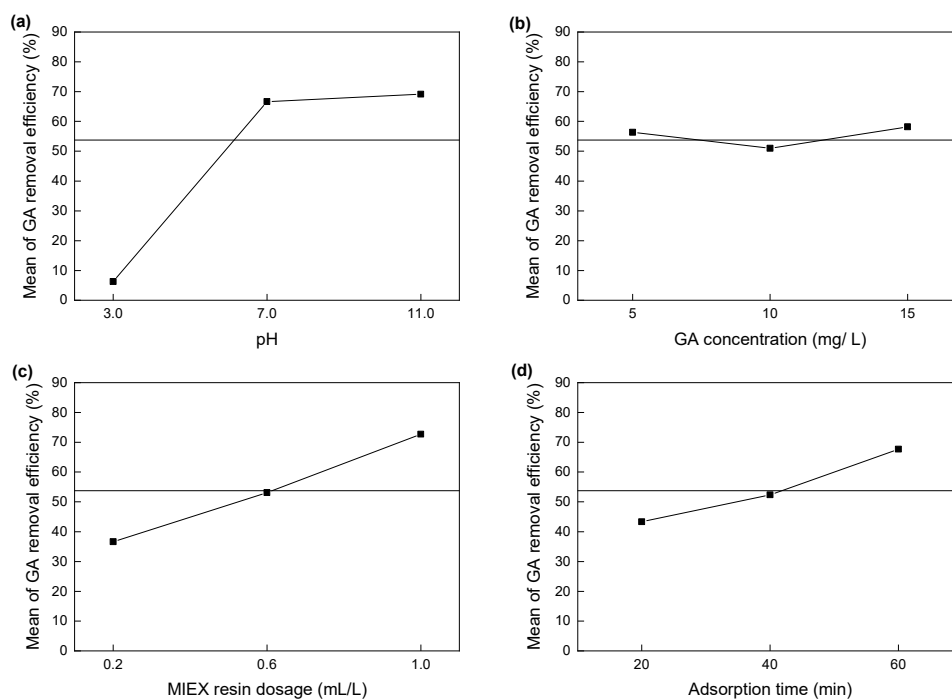 (a)
Mean of GA removal efficiency (%)
90
80
70
60
50
40
30
20
10
0
3.0 7.0 11.0
pH
(b)
Mean of GA removal efficiency (%)
90
80
70
60
50
40
30
20
10
0
5 10 15
GA concentration (mg/ L)
(c)
Mean of GA removal efficiency (%)
90
80
70
60
50
40
30
20
10
0
0.2 0.6 1.0
MIEX resin dosage (mL/L)
(d)
Mean of GA removal efficiency (%)
90
80
70
60
50
40
30
20
10
0
20 40 60
Adsorption time (min)